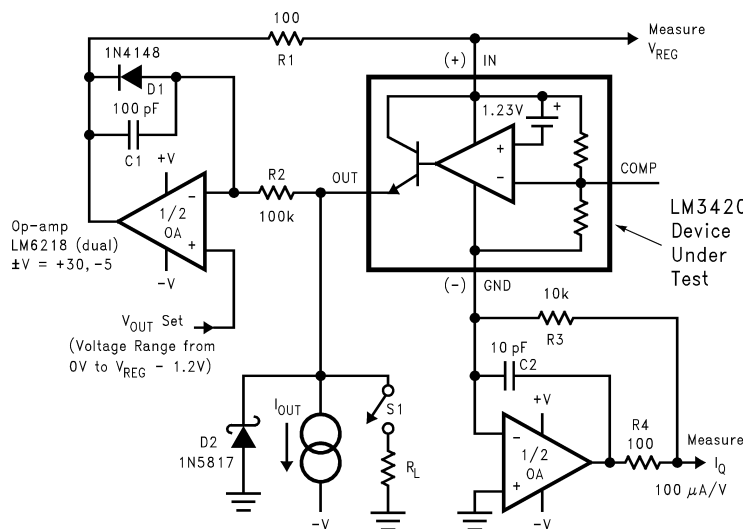 100
R1
Measure
V_REG
(+) IN
1N4148
D1
100 pF
C1
1.23V
+
+
−
COMP
OUT
R2
100k
+V
−
1/2
OA
+
−V
Op-amp
LM6218 (dual)
±V = +30, −5
V_OUT Set
(Voltage Range from
0V to V_REG − 1.2V)
LM3420
Device
Under
Test
(−) GND
10k
R3
10 pF
C2
+V
−
1/2
OA
+
−V
R4
100
Measure
I_Q
100 μA/V
D2
1N5817
I_OUT
−V
S1
R_L